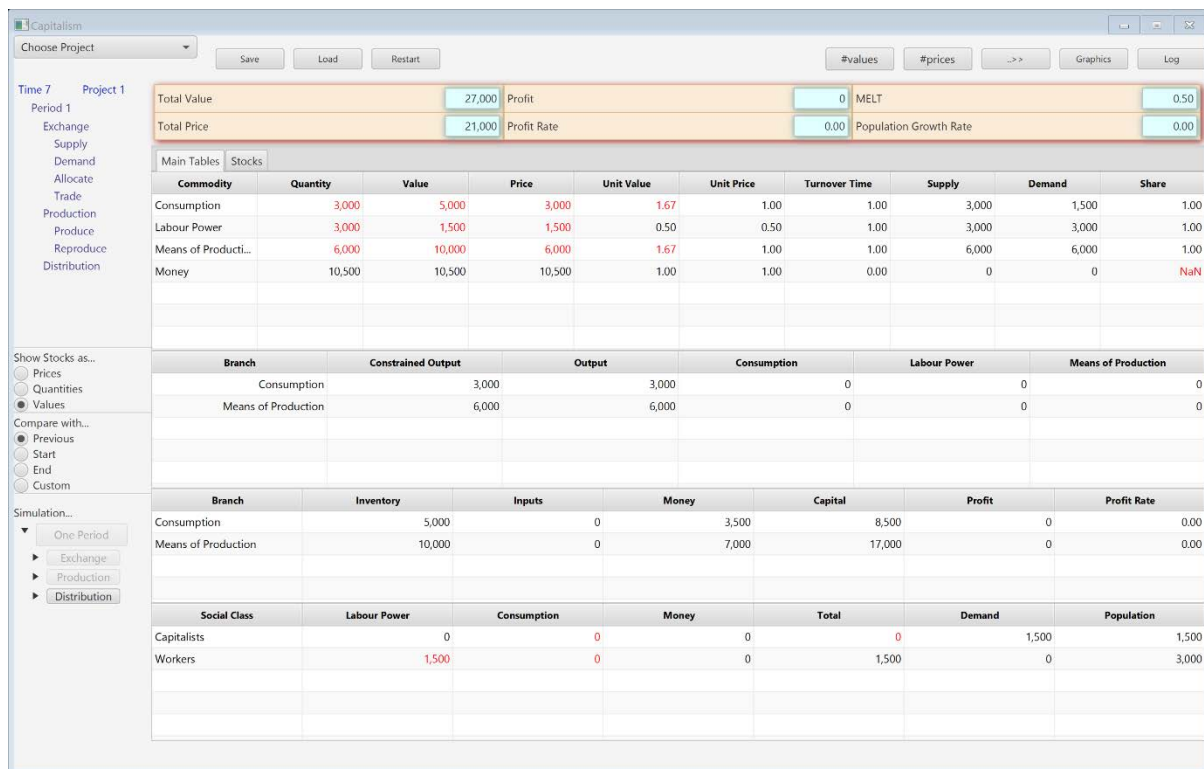 Capitalism
Choose Project Save Load Restart #values #prices ..>> Graphics Log
Time 7 Project 1
Period 1
Exchange
Supply
Demand
Allocate
Trade
Production
Produce
Reproduce
Distribution
Total Value 27,000 Profit 0 MELT 0.50
Total Price 21,000 Profit Rate 0.00 Population Growth Rate 0.00
Main Tables Stocks
Commodity Quantity Value Price Unit Value Unit Price Turnover Time Supply Demand Share
Consumption 3,000 5,000 3,000 1.67 1.00 1.00 3,000 1,500 1.00
Labour Power 3,000 1,500 1,500 0.50 0.50 1.00 3,000 3,000 1.00
Means of Producti... 6,000 10,000 6,000 1.67 1.00 1.00 6,000 6,000 1.00
Money 10,500 10,500 10,500 1.00 1.00 0.00 0 0 NaN
Show Stocks as...
Prices
Quantities
Values
Compare with...
Previous
Start
End
Custom
Simulation...
One Period
Exchange
Production
Distribution
Branch Constrained Output Output Consumption Labour Power Means of Production
Consumption 3,000 3,000 0 0 0
Means of Production 6,000 6,000 0 0 0
Branch Inventory Inputs Money Capital Profit Profit Rate
Consumption 5,000 0 3,500 8,500 0 0.00
Means of Production 10,000 0 7,000 17,000 0 0.00
Social Class Labour Power Consumption Money Total Demand Population
Capitalists 0 0 0 0 1,500 1,500
Workers 1,500 0 0 1,500 0 3,000